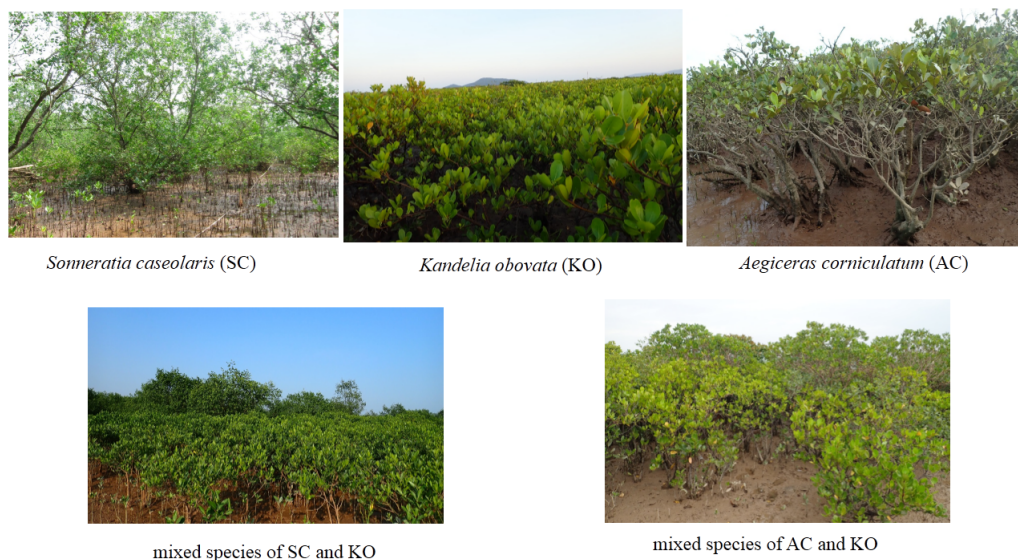 Sonneratia caseolaris (SC)
Kandelia obovata (KO)
Aegiceras corniculatum (AC)
mixed species of SC and KO
mixed species of AC and KO